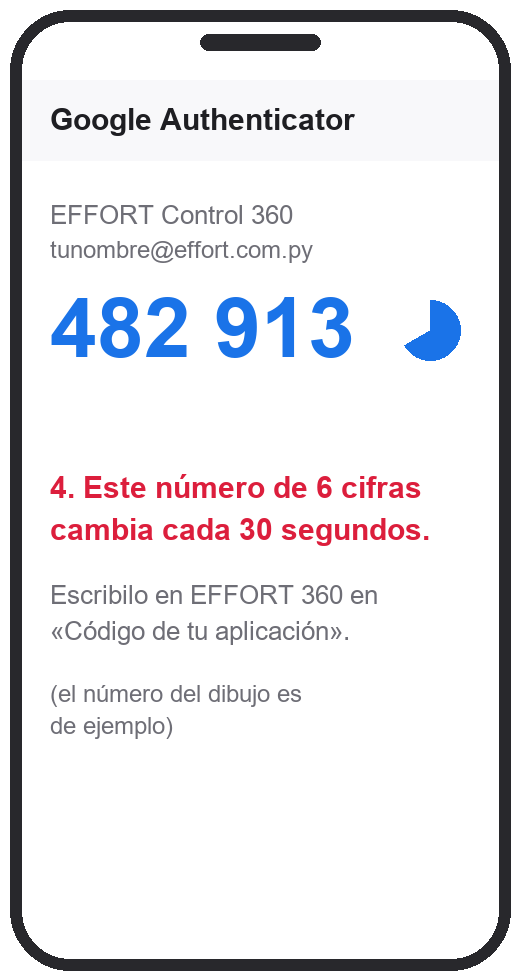 Google Authenticator
EFFORT Control 360
tunombre@effort.com.py
482 913
4. Este número de 6 cifras
cambia cada 30 segundos.
Escribilo en EFFORT 360 en
«Código de tu aplicación».
(el número del dibujo es
de ejemplo)